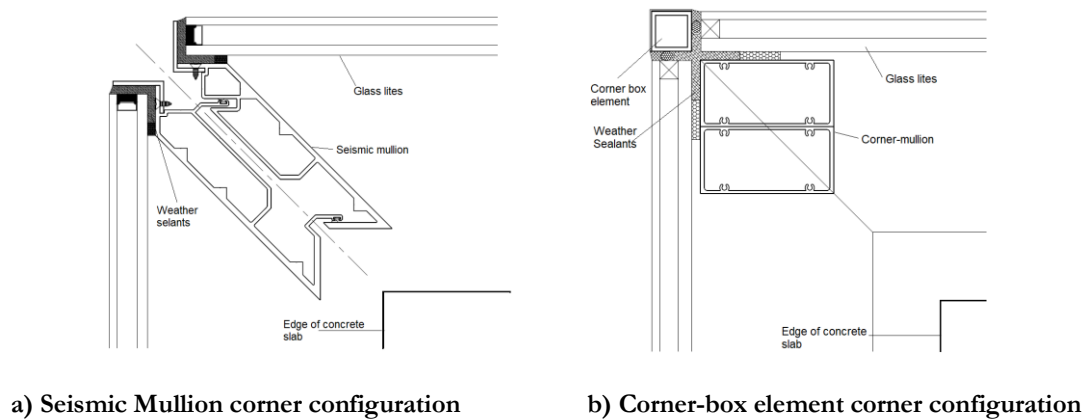 Glass lites
Seismic mullion
Weather
selants
Edge of concrete
slab
Corner box
element
Weather
Sealants
Glass lites
Corner-mullion
Edge of concrete
slab
a) Seismic Mullion corner configuration
b) Corner-box element corner configuration